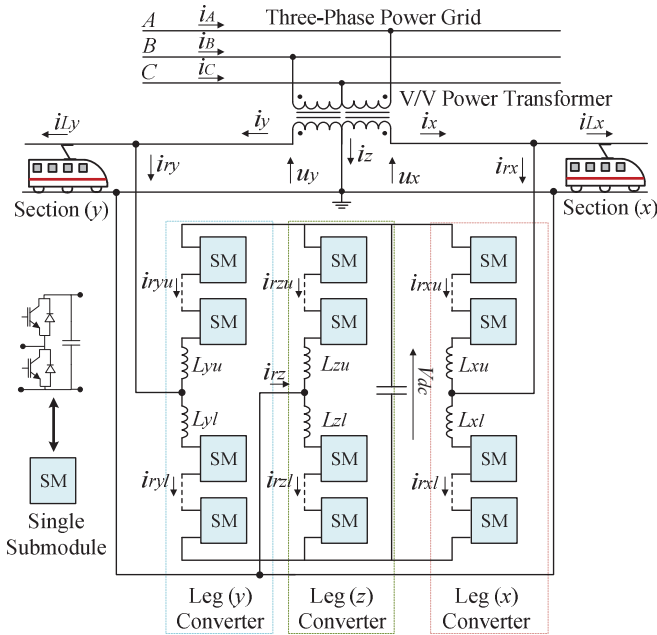 A iA Three-Phase Power Grid
B iB
C iC
V/V Power Transformer
iLy iy ix iLx
iry uy iz ux irx
Section (y) Section (x)
SM SM SM
iryu irzu irxu
SM SM SM
Lyu Lzu Lxu
irz Vdc
Lyl Lzl Lxl
SM SM SM
iryl irzl irxl
SM SM SM
SM
Single
Submodule
Leg (y)
Converter
Leg (z)
Converter
Leg (x)
Converter